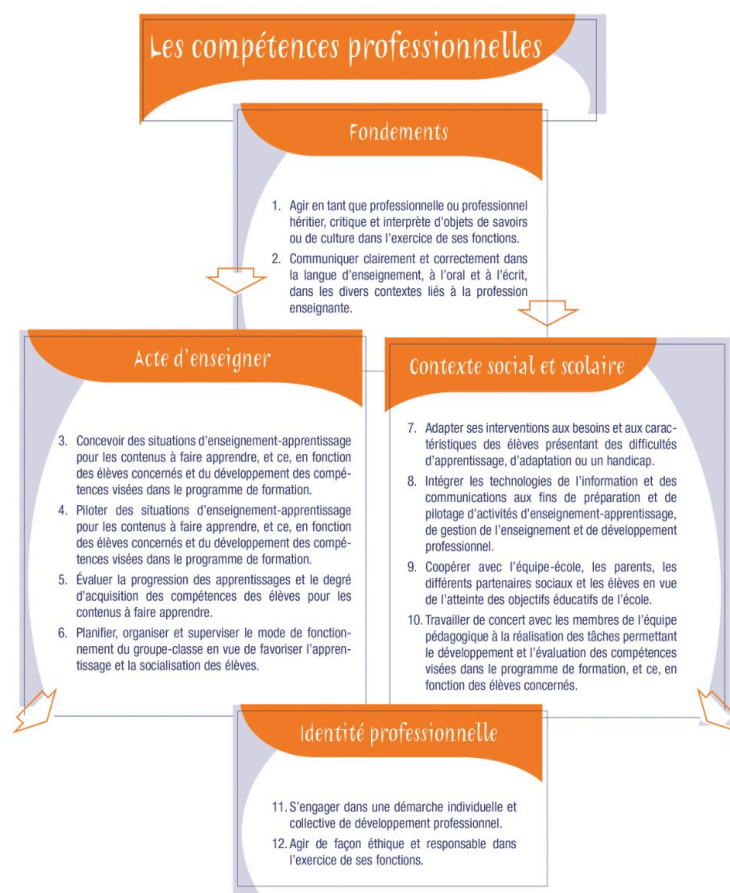 Les compétences professionnelles
Fondements
1. Agir en tant que professionnelle ou professionnel
héritier, critique et interprète d'objets de savoirs
ou de culture dans l'exercice de ses fonctions.
2. Communiquer clairement et correctement dans
la langue d'enseignement, à l'oral et à l'écrit,
dans les divers contextes liés à la profession
enseignante.
Acte d'enseigner
3. Concevoir des situations d'enseignement-apprentissage
pour les contenus à faire apprendre, et ce, en fonction
des élèves concernés et du développement des compé-
tences visées dans le programme de formation.
4. Piloter des situations d'enseignement-apprentissage
pour les contenus à faire apprendre, et ce, en fonction
des élèves concernés et du développement des compé-
tences visées dans le programme de formation.
5. Évaluer la progression des apprentissages et le degré
d'acquisition des compétences des élèves pour les
contenus à faire apprendre.
6. Planifier, organiser et superviser le mode de fonction-
nement du groupe-classe en vue de favoriser l'appren-
tissage et la socialisation des élèves.
Contexte social et scolaire
7. Adapter ses interventions aux besoins et aux carac-
téristiques des élèves présentant des difficultés
d'apprentissage, d'adaptation ou un handicap.
8. Intégrer les technologies de l'information et des
communications aux fins de préparation et de
pilotage d'activités d'enseignement-apprentissage,
de gestion de l'enseignement et de développement
professionnel.
9. Coopérer avec l'équipe-école, les parents, les
différents partenaires sociaux et les élèves en vue
de l'atteinte des objectifs éducatifs de l'école.
10. Travailler de concert avec les membres de l'équipe
pédagogique à la réalisation des tâches permettant
le développement et l'évaluation des compétences
visées dans le programme de formation, et ce, en
fonction des élèves concernés.
Identité professionnelle
11. S'engager dans une démarche individuelle et
collective de développement professionnel.
12. Agir de façon éthique et responsable dans
l'exercice de ses fonctions.